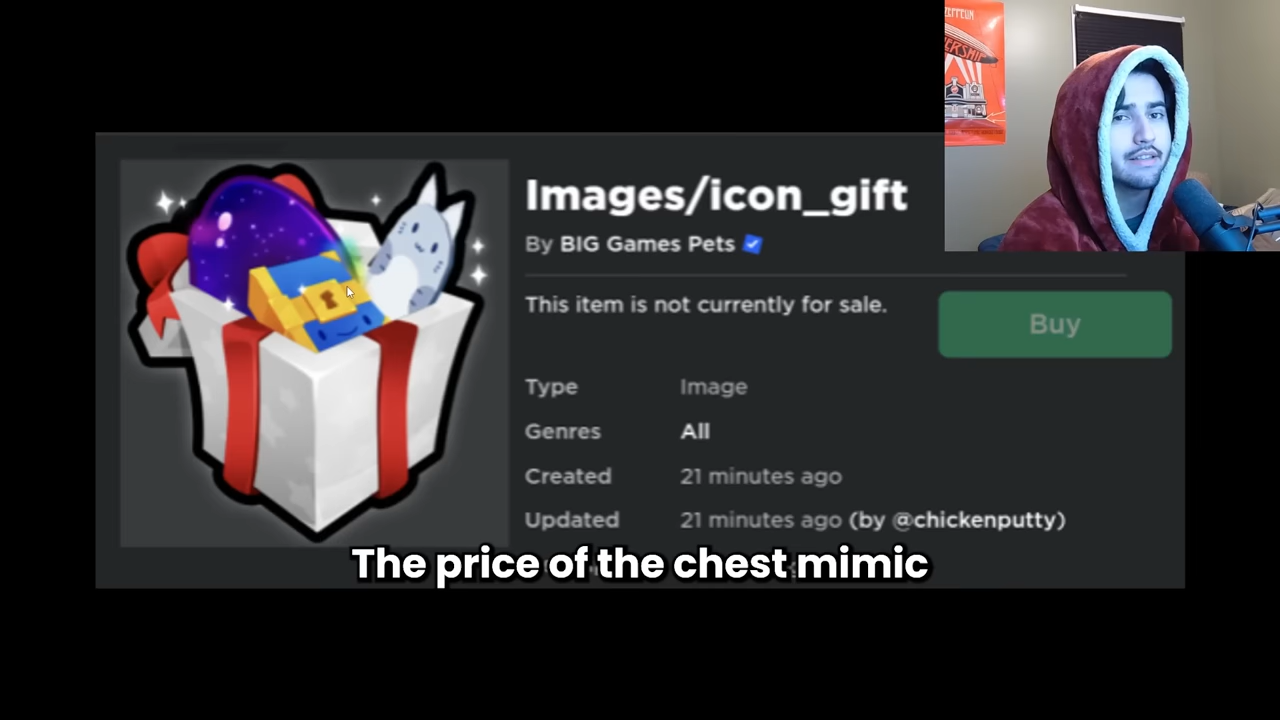 ZEPPELIN
Images/icon_gift
By BIG Games Pets
This item is not currently for sale.
Buy
Type Image
Genres All
Created 21 minutes ago
Updated 21 minutes ago (by @chickenputty)
The price of the chest mimic